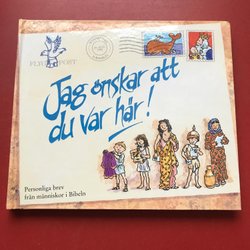 FLYGPOST
Jag önskar att
du var här!
Personliga brev
från människor i Bibeln